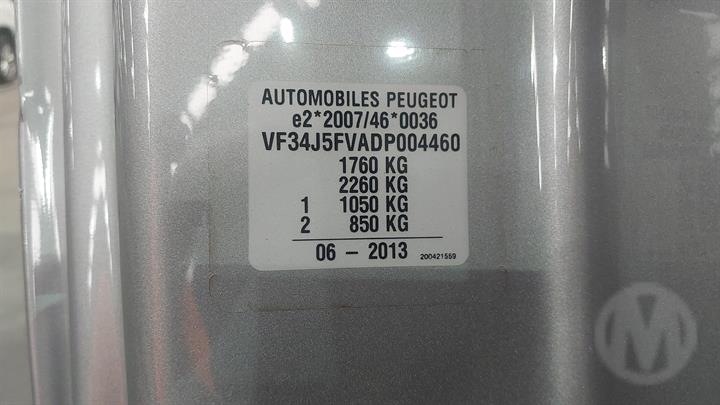 AUTOMOBILES PEUGEOT
e2*2007/46*0036
VF34J5FVADP004460
1760 KG
2260 KG
1 1050 KG
2 850 KG
06 – 2013 200421559
M